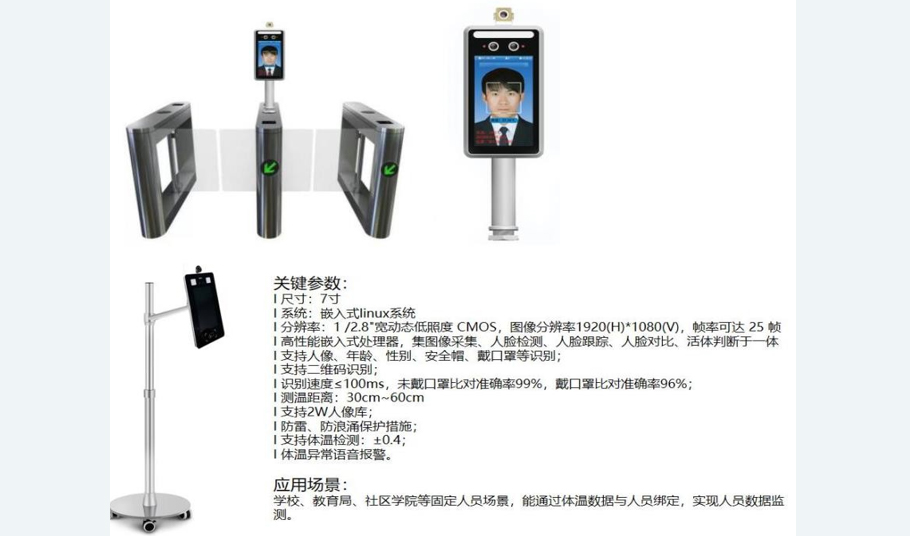 关键参数：
l 尺寸：7寸
l 系统：嵌入式linux系统
l 分辨率：1 /2.8"宽动态低照度 CMOS，图像分辨率1920(H)*1080(V)，帧率可达 25 帧
l 高性能嵌入式处理器，集图像采集、人脸检测、人脸跟踪、人脸对比、活体判断于一体
l 支持人像、年龄、性别、安全帽、戴口罩等识别；
l 支持二维码识别；
l 识别速度≤100ms，未戴口罩比对准确率99%，戴口罩比对准确率96%；
l 测温距离：30cm~60cm
l 支持2W人像库；
l 防雷、防浪涌保护措施；
l 支持体温检测：±0.4；
l 体温异常语音报警。
应用场景：
学校、教育局、社区学院等固定人员场景，能通过体温数据与人员绑定，实现人员数据监
测。